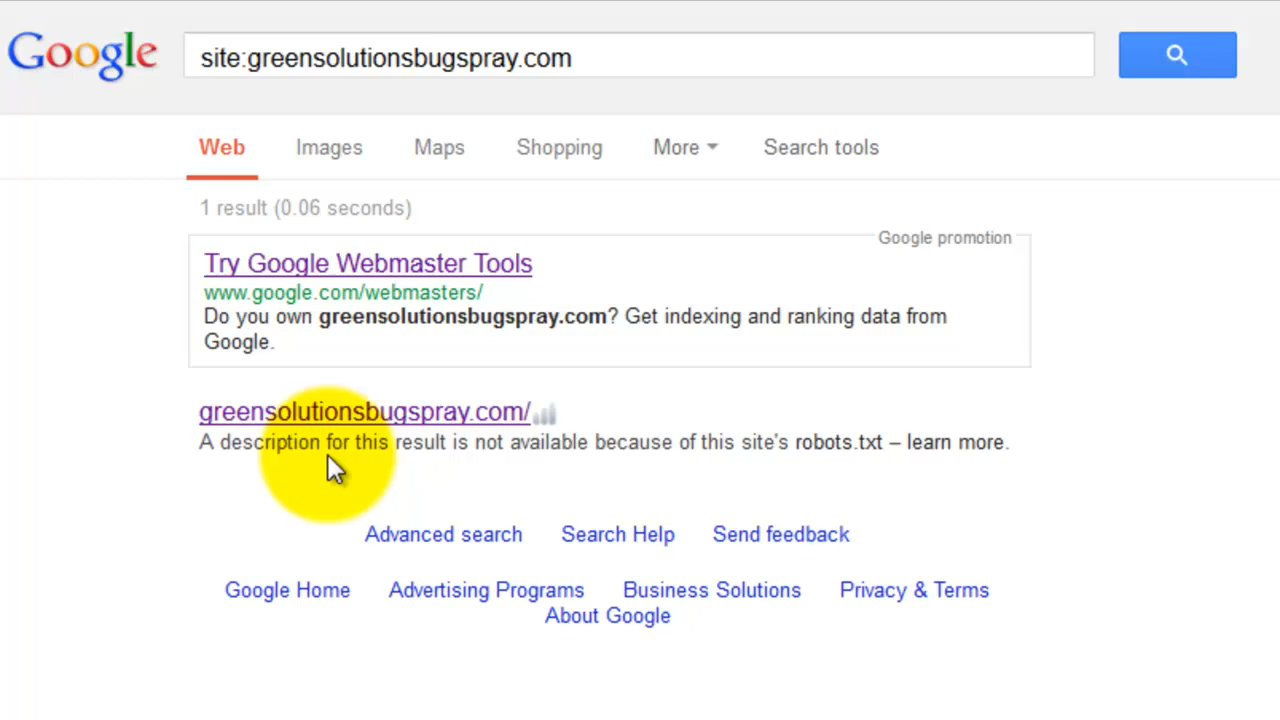 Google
site:greensolutionsbugspray.com
Web Images Maps Shopping More Search tools
1 result (0.06 seconds)
Google promotion
Try Google Webmaster Tools
www.google.com/webmasters/
Do you own greensolutionsbugspray.com? Get indexing and ranking data from
Google.
greensolutionsbugspray.com/
A description for this result is not available because of this site's robots.txt – learn more.
Advanced search Search Help Send feedback
Google Home Advertising Programs Business Solutions Privacy & Terms
About Google